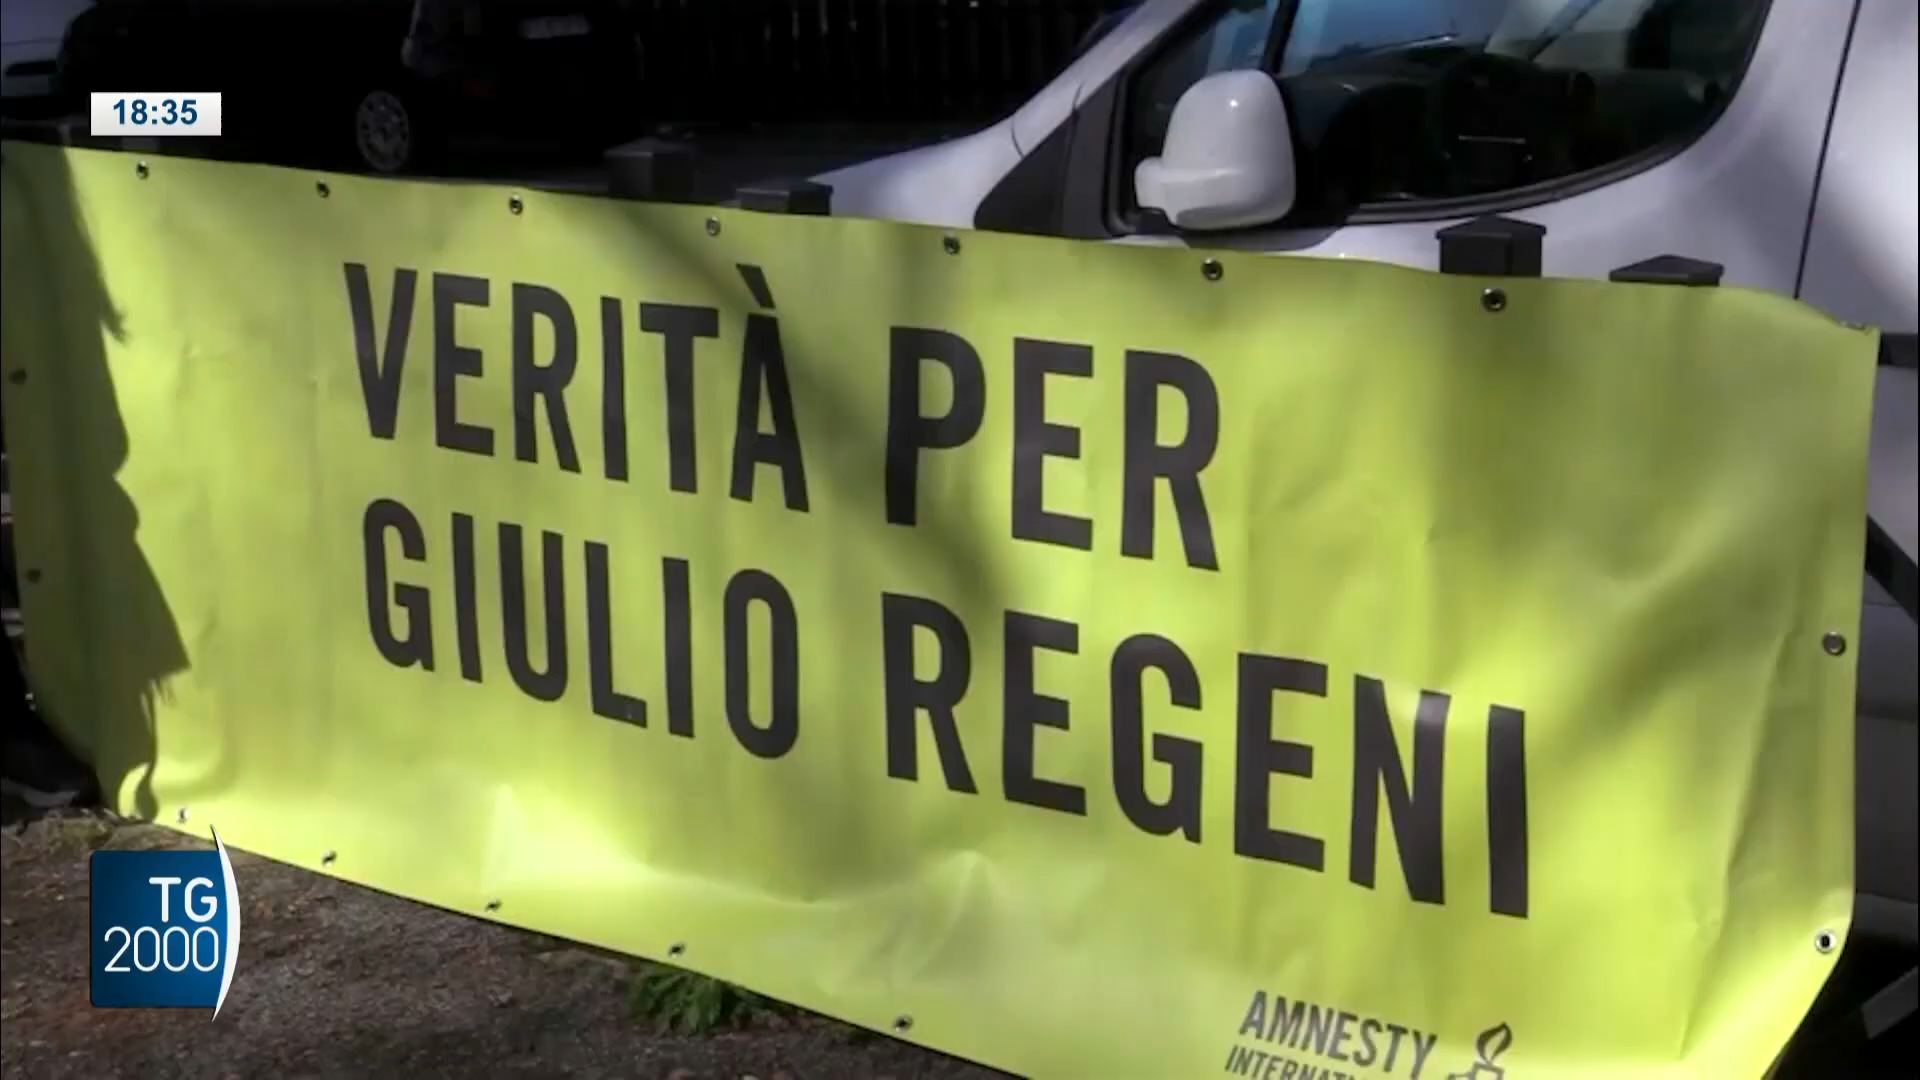 18:35
VERITÀ PER
GIULIO REGENI
TG
2000
AMNESTY